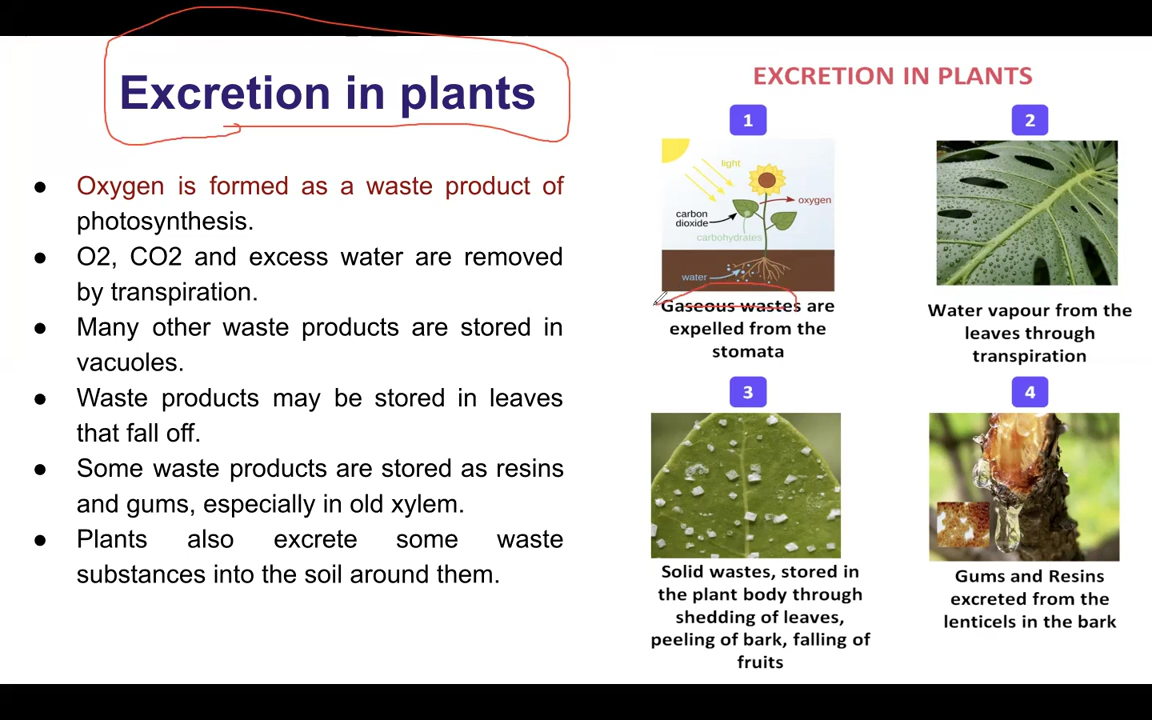 Excretion in plants
● Oxygen is formed as a waste product of
photosynthesis.
● O2, CO2 and excess water are removed
by transpiration.
● Many other waste products are stored in
vacuoles.
● Waste products may be stored in leaves
that fall off.
● Some waste products are stored as resins
and gums, especially in old xylem.
● Plants also excrete some waste
substances into the soil around them.
EXCRETION IN PLANTS
1
light
oxygen
carbon
dioxide
carbohydrates
water
Gaseous wastes are
expelled from the
stomata
2
Water vapour from the
leaves through
transpiration
3
Solid wastes, stored in
the plant body through
shedding of leaves,
peeling of bark, falling of
fruits
4
Gums and Resins
excreted from the
lenticels in the bark